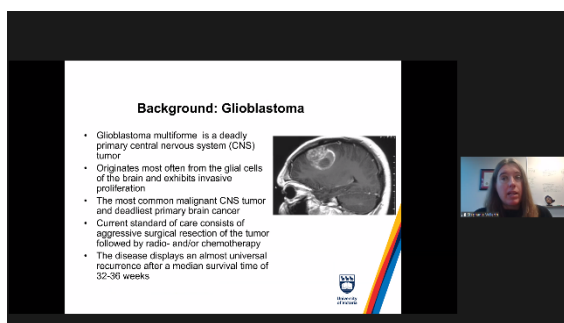 Background: Glioblastoma
• Glioblastoma multiforme is a deadly
primary central nervous system (CNS)
tumor
• Originates most often from the glial cells
of the brain and exhibits invasive
proliferation
• The most common malignant CNS tumor
and deadliest primary brain cancer
• Current standard of care consists of
aggressive surgical resection of the tumor
followed by radio- and/or chemotherapy
• The disease displays an almost universal
recurrence after a median survival time of
32-36 weeks
University
of Victoria